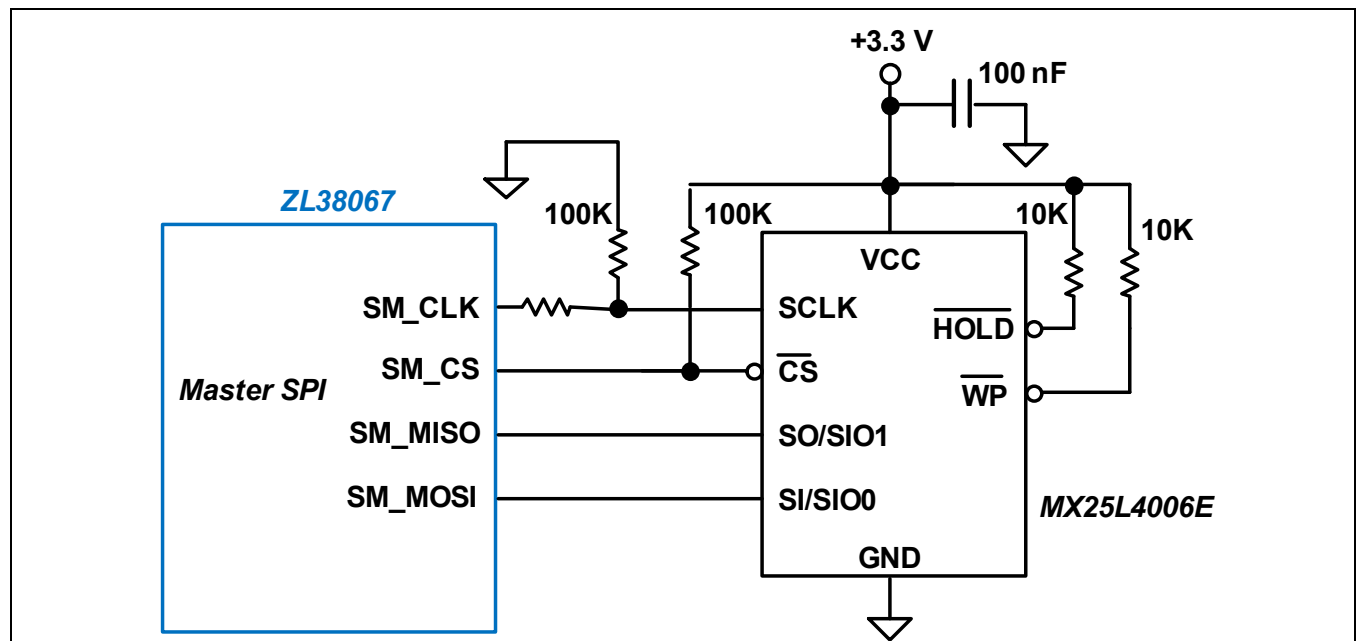 +3.3 V
100 nF
ZL38067
100K
100K
10K
10K
VCC
SM_CLK
SCLK
HOLD
SM_CS
CS
Master SPI
WP
SM_MISO
SO/SIO1
SM_MOSI
SI/SIO0
MX25L4006E
GND